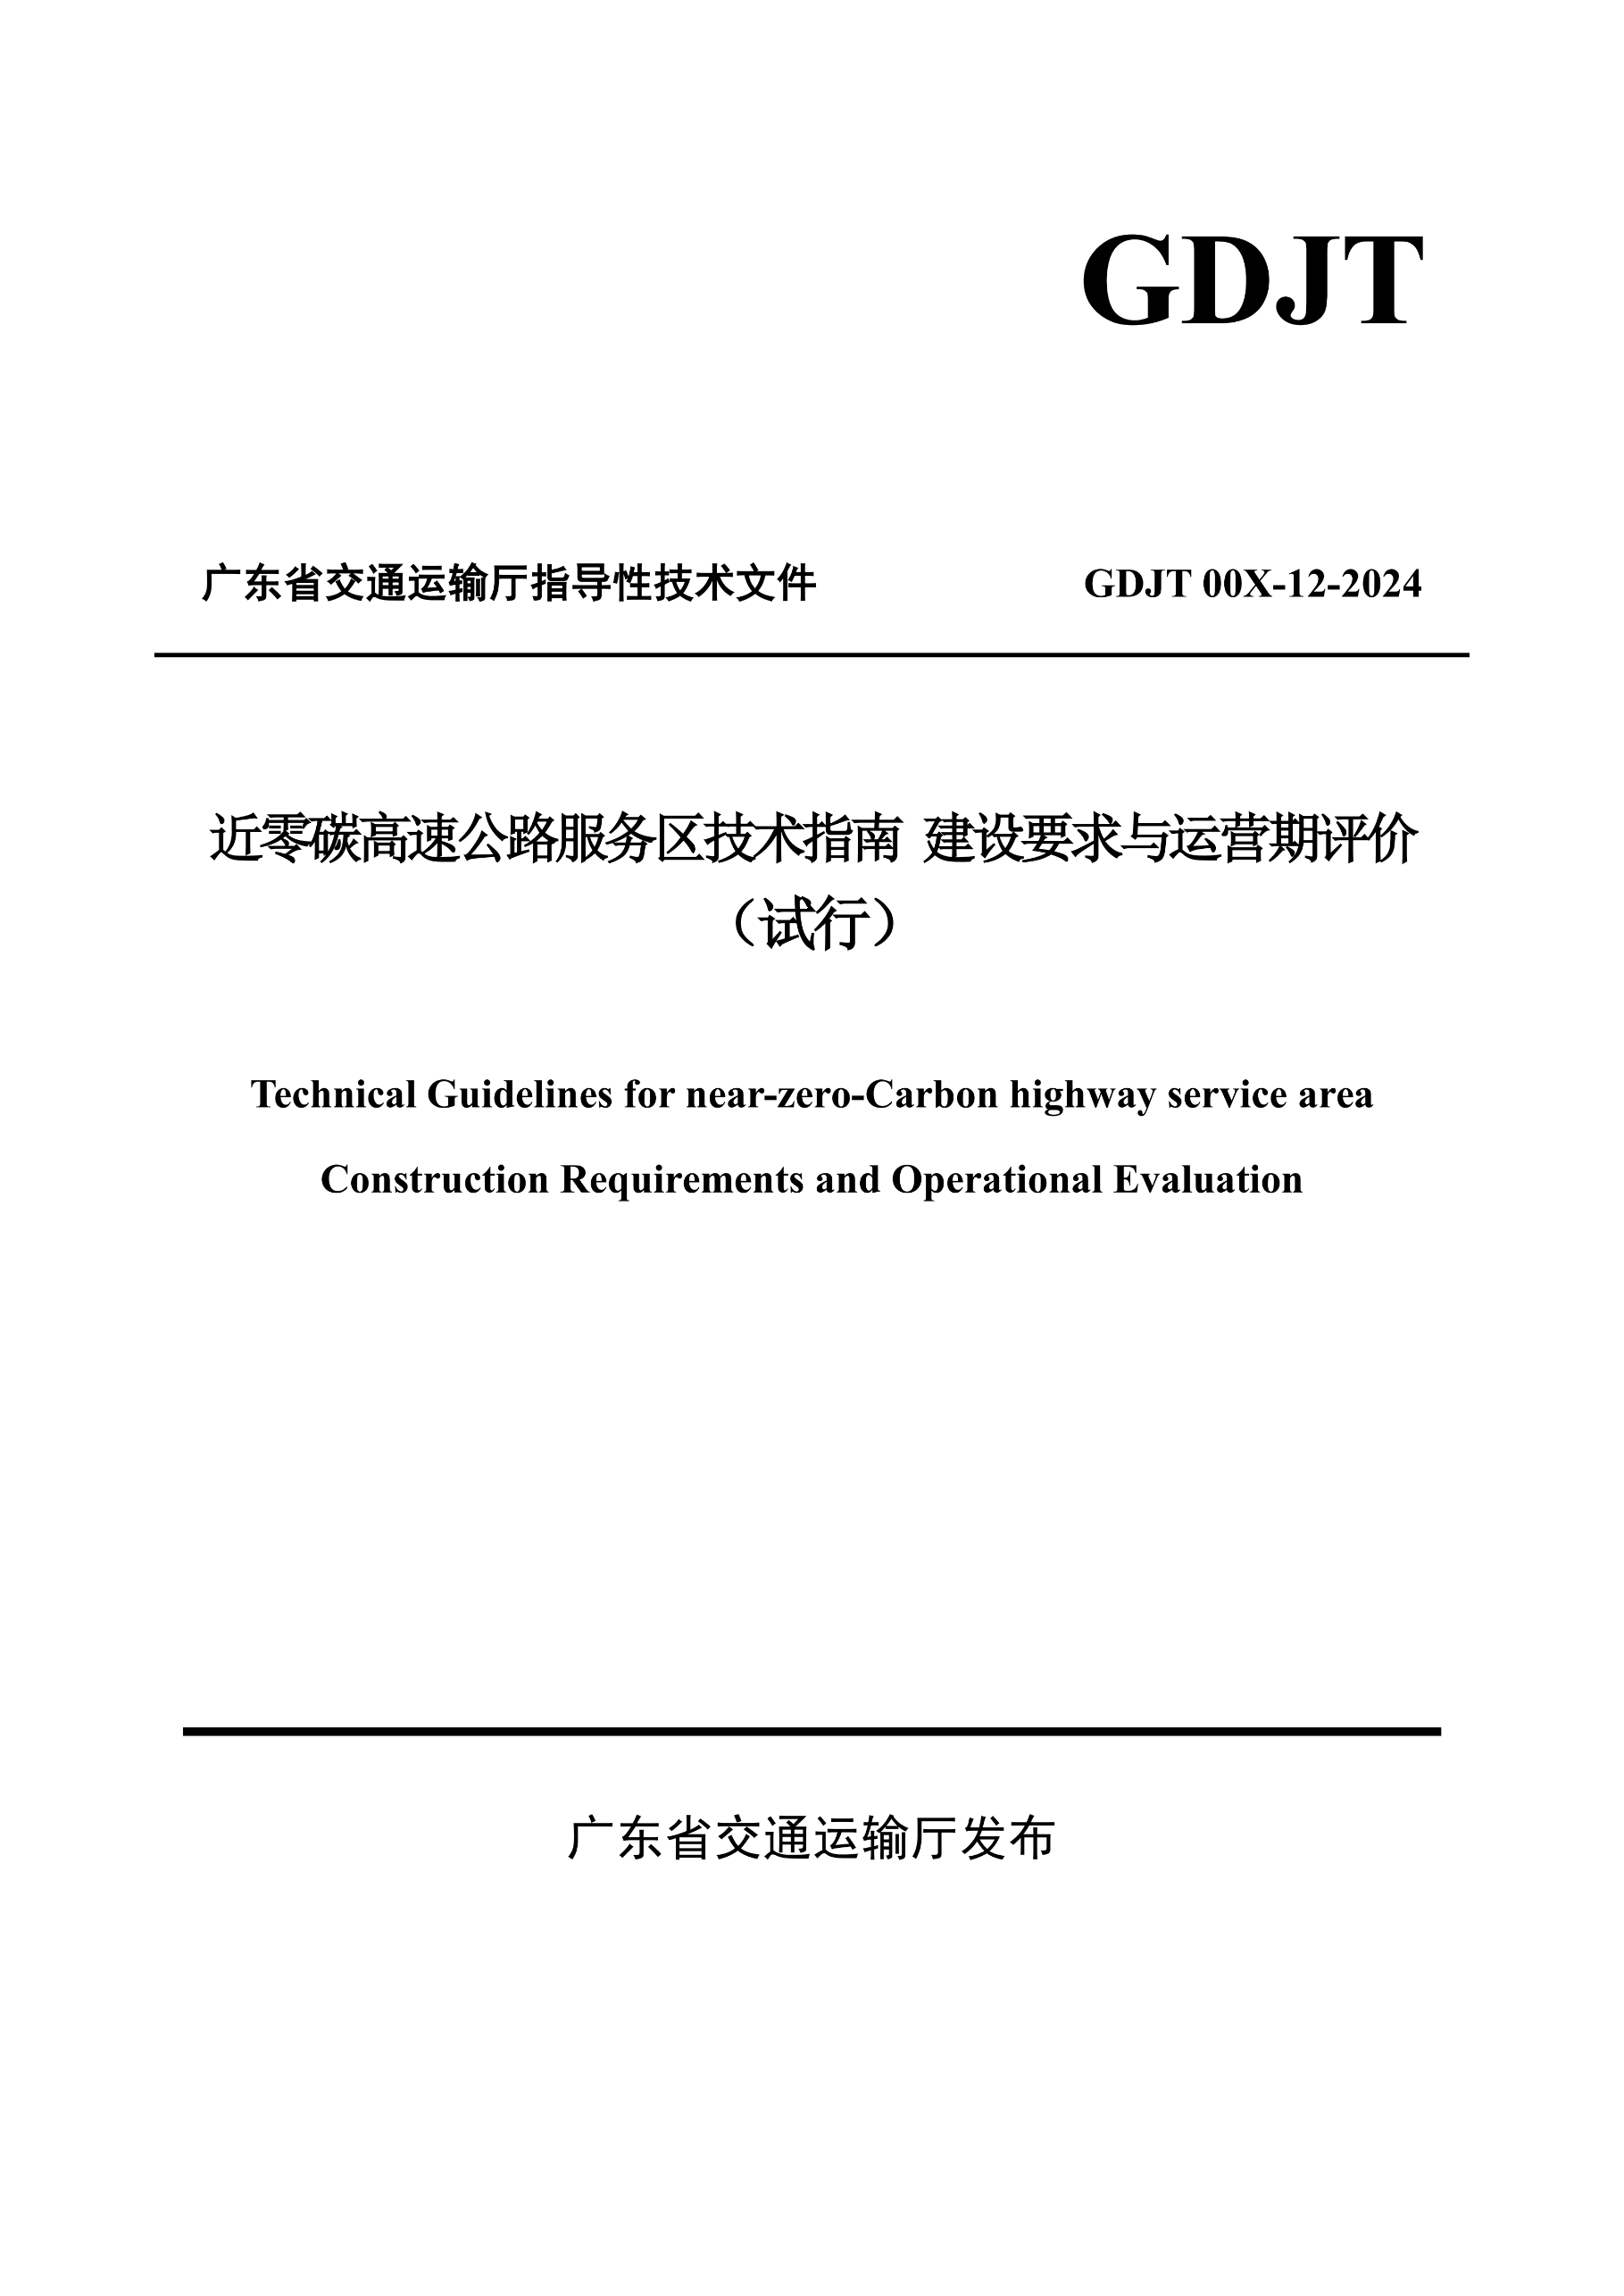 GDJT
广东省交通运输厅指导性技术文件 GDJT 00X-12-2024
近零碳高速公路服务区技术指南 建设要求与运营期评价
（试行）
Technical Guidelines for near-zero-Carbon highway service area
Construction Requirements and Operational Evaluation
广东省交通运输厅发布